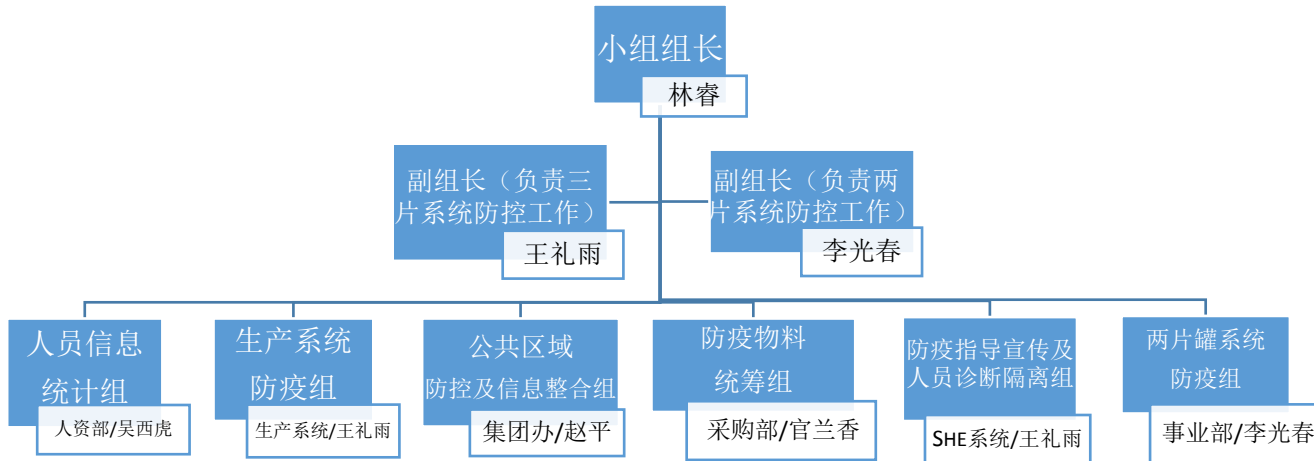 小组组长
林睿
副组长（负责三
片系统防控工作）
王礼雨
副组长（负责两
片系统防控工作）
李光春
人员信息
统计组
人资部/吴西虎
生产系统
防疫组
生产系统/王礼雨
公共区域
防控及信息整合组
集团办/赵平
防疫物料
统筹组
采购部/官兰香
防疫指导宣传及
人员诊断隔离组
SHE系统/王礼雨
两片罐系统
防疫组
事业部/李光春